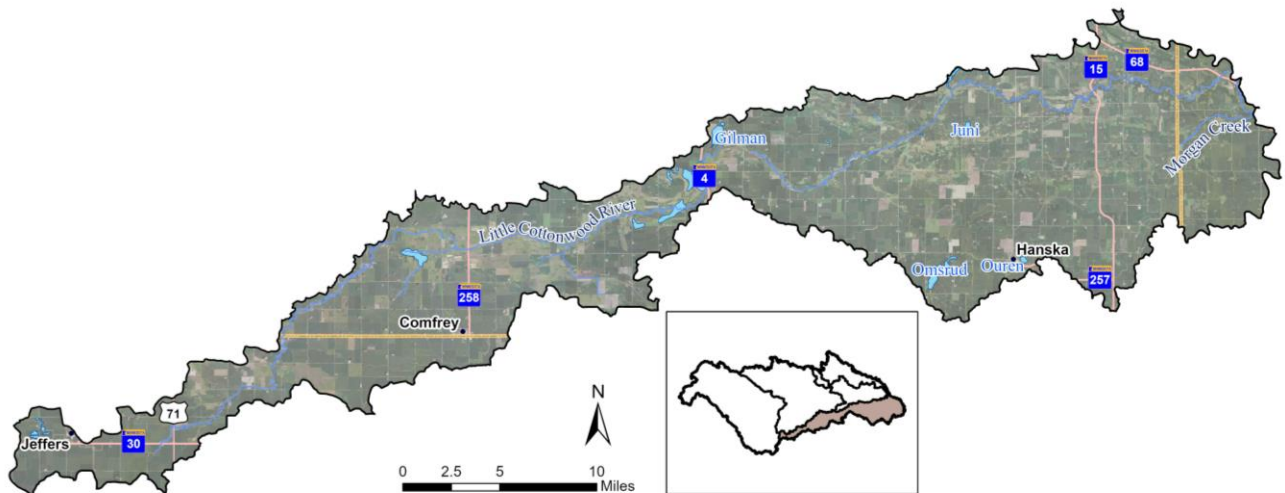 68
15
Gilman
Juni
Morgan Creek
4
Little Cottonwood River
Hanska
Omsrud
Ouren
258
257
Comfrey
N
71
Jeffers
30
0 2.5 5 10
Miles